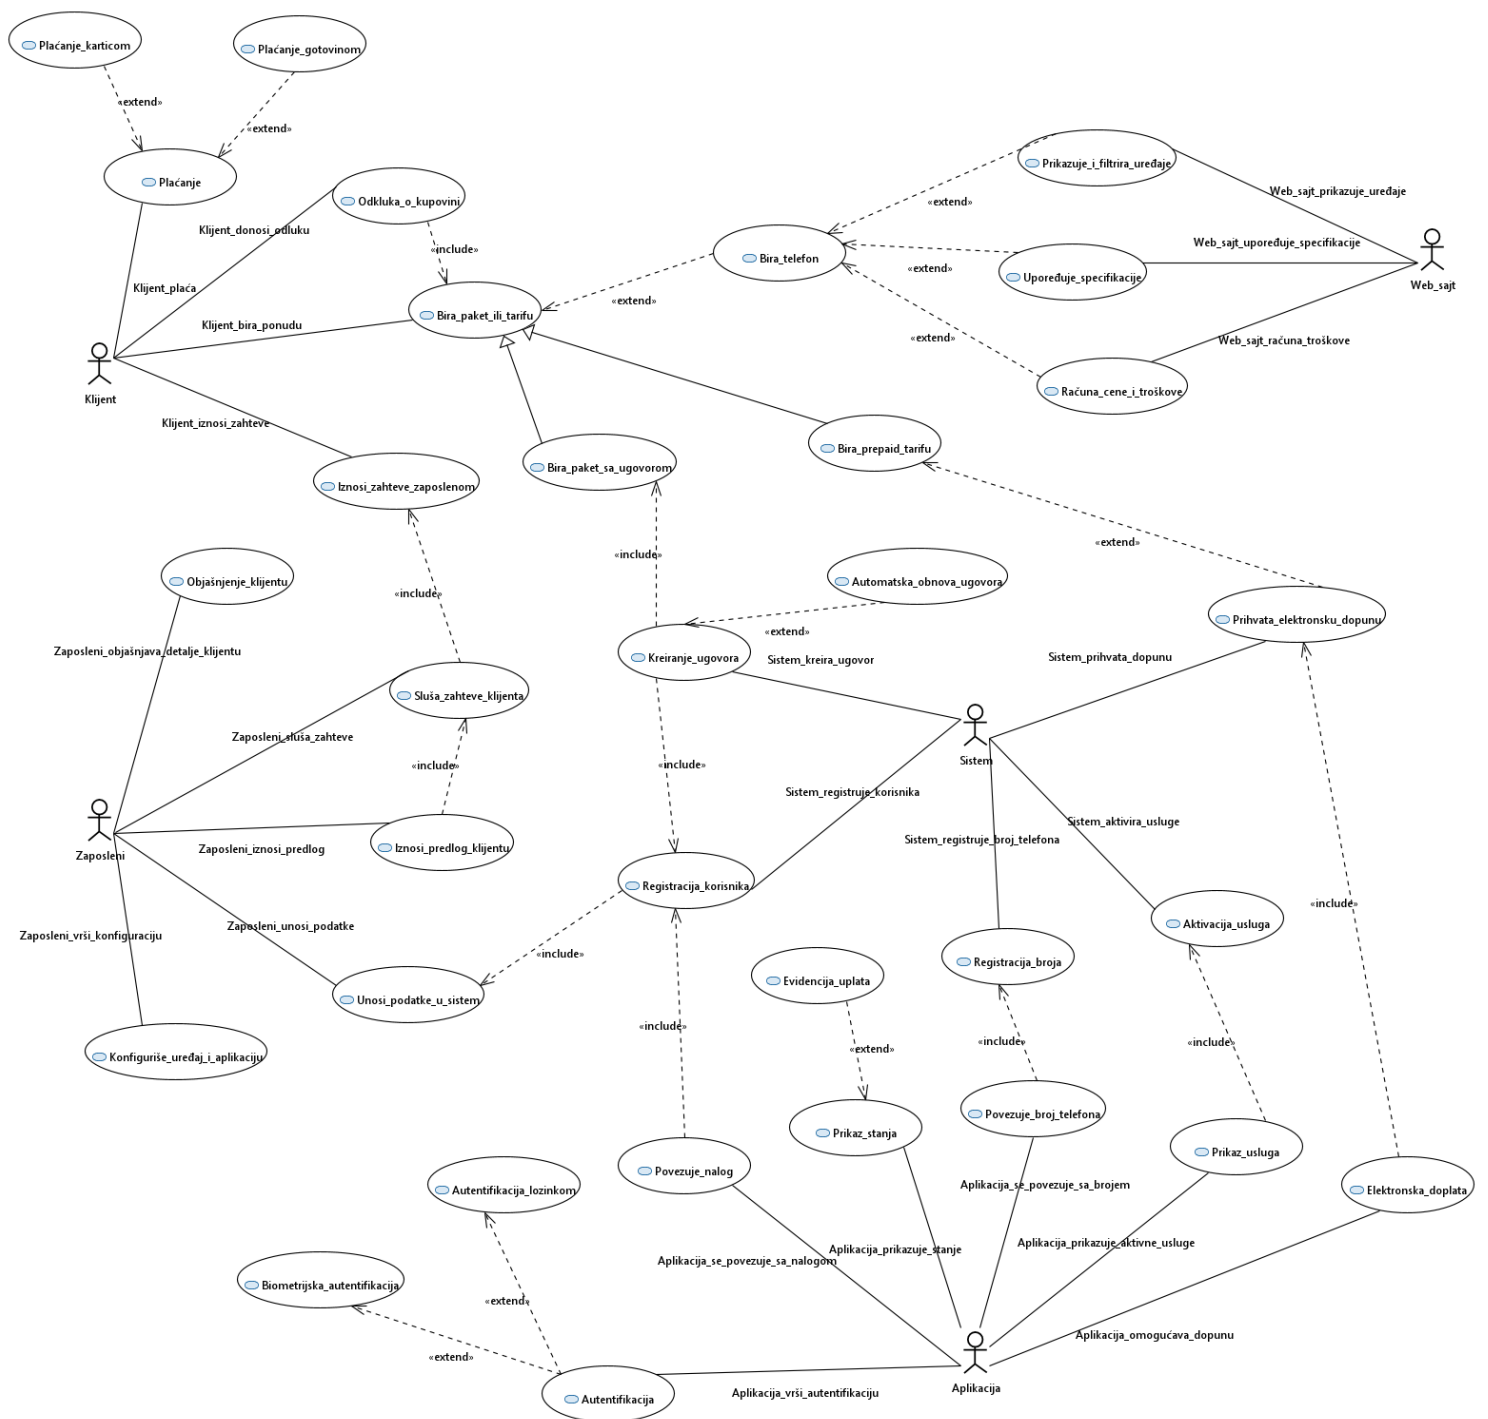 Plaćanje_karticom
Plaćanje_gotovinom
«extend»
«extend»
Plaćanje
Prikazuje_i_filtrira_uređaje
Odkluka_o_kupovini
Web_sajt_prikazuje_uređaje
«extend»
Klijent_donosi_odluku
Web_sajt_upoređuje_specifikacije
«include»
Bira_telefon
«extend»
Upoređuje_specifikacije
Web_sajt
Klijent_plaća
«extend»
Bira_paket_ili_tarifu
Klijent_bira_ponudu
«extend»
Web_sajt_računa_troškove
Klijent
Računa_cene_i_troškove
Klijent_iznosi_zahteve
Bira_prepaid_tarifu
Bira_paket_sa_ugovorom
Iznosi_zahteve_zaposlenom
«extend»
«include»
Objašnjenje_klijentu
Automatska_obnova_ugovora
«include»
Prihvata_elektronsku_dopunu
«extend»
Zaposleni_objašnjava_detalje_klijentu
Kreiranje_ugovora
Sistem_kreira_ugovor
Sistem_prihvata_dopunu
Sluša_zahteve_klijenta
Zaposleni_sluša_zahteve
Sistem
«include»
«include»
Sistem_registruje_korisnika
Sistem_aktivira_usluge
Sistem_registruje_broj_telefona
Zaposleni
Zaposleni_iznosi_predlog
Iznosi_predlog_klijentu
Registracija_korisnika
«include»
Zaposleni_unosi_podatke
Aktivacija_usluga
Zaposleni_vrši_konfiguraciju
«include»
Registracija_broja
Evidencija_uplata
Unosi_podatke_u_sistem
«include»
«include»
«include»
«extend»
Konfiguriše_uređaj_i_aplikaciju
Povezuje_broj_telefona
Prikaz_stanja
Prikaz_usluga
Povezuje_nalog
Aplikacija_se_povezuje_sa_brojem
Autentifikacija_lozinkom
Elektronska_doplata
Aplikacija_prikazuje_stanje
Aplikacija_prikazuje_aktivne_usluge
Aplikacija_se_povezuje_sa_nalogom
Biometrijska_autentifikacija
«extend»
Aplikacija_omogućava_dopunu
«extend»
Aplikacija
Aplikacija_vrši_autentifikaciju
Autentifikacija